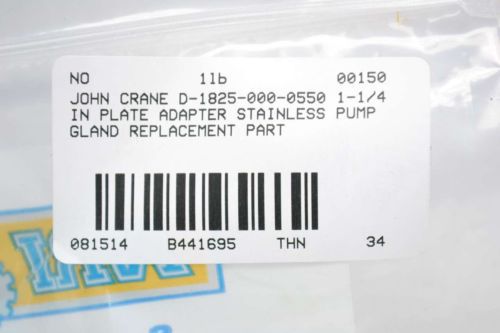 NO 1lb 00150
JOHN CRANE D-1825-000-0550 1-1/4
IN PLATE ADAPTER STAINLESS PUMP
GLAND REPLACEMENT PART
081514 B441695 THN 34